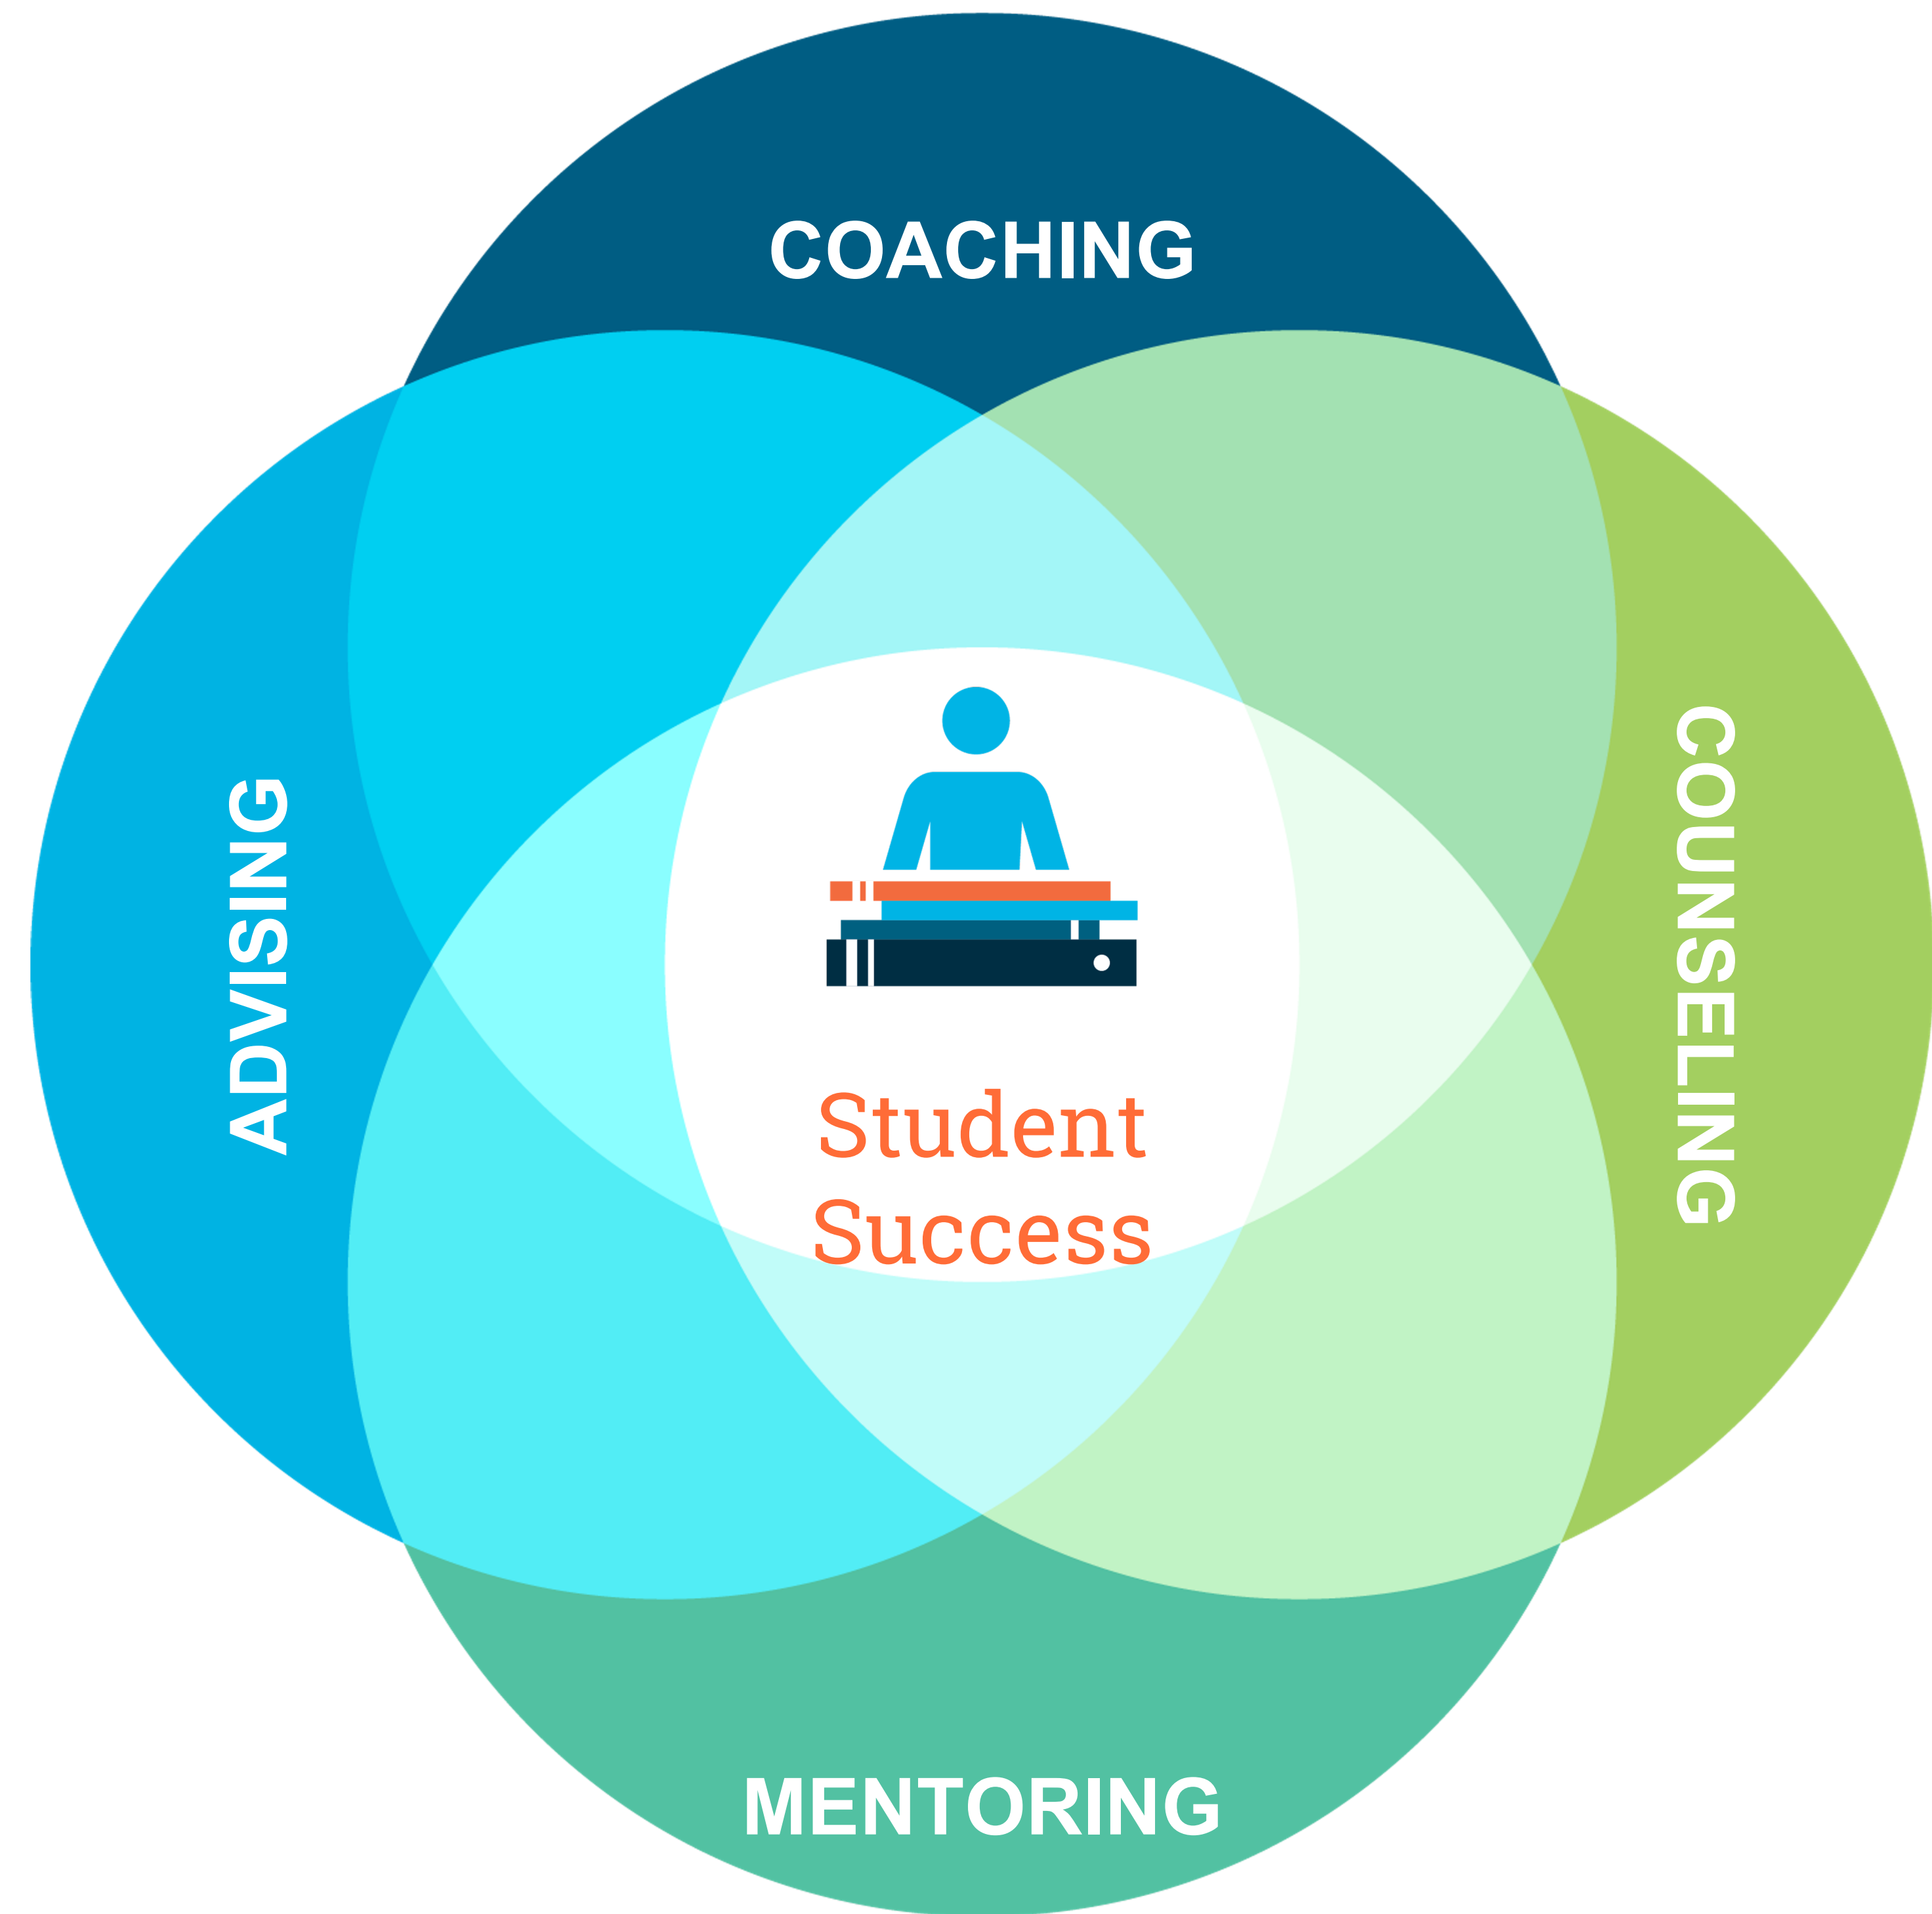 COACHING
ADVISING
COUNSELING
Student
Success
MENTORING